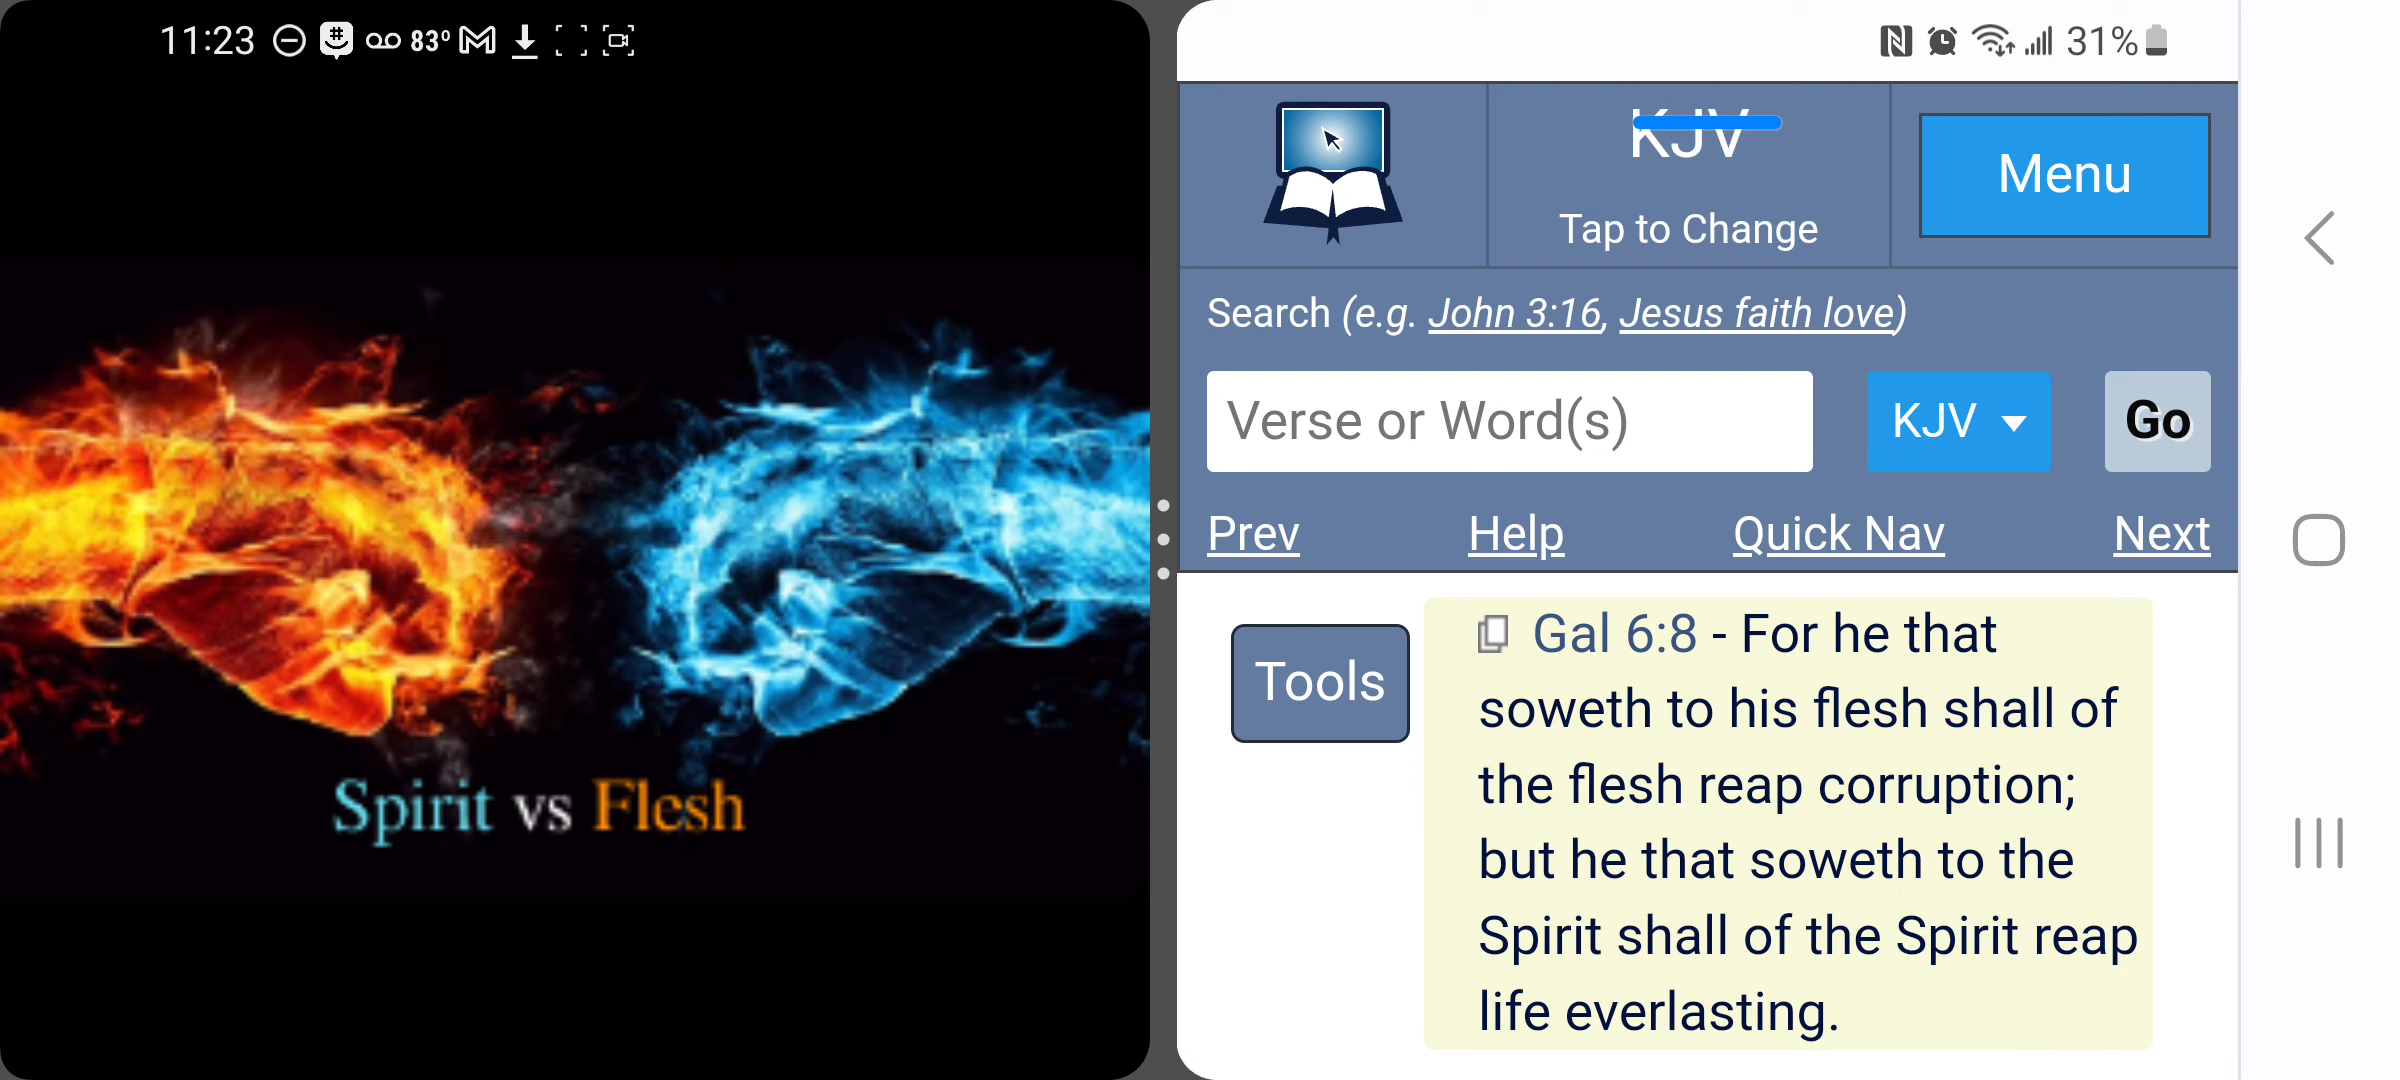 11:23 83°
Spirit vs Flesh
31%
KJV
Tap to Change
Menu
Search (e.g. John 3:16, Jesus faith love)
Verse or Word(s)
KJV
Go
Prev Help Quick Nav Next
Tools
Gal 6:8 - For he that
soweth to his flesh shall of
the flesh reap corruption;
but he that soweth to the
Spirit shall of the Spirit reap
life everlasting.